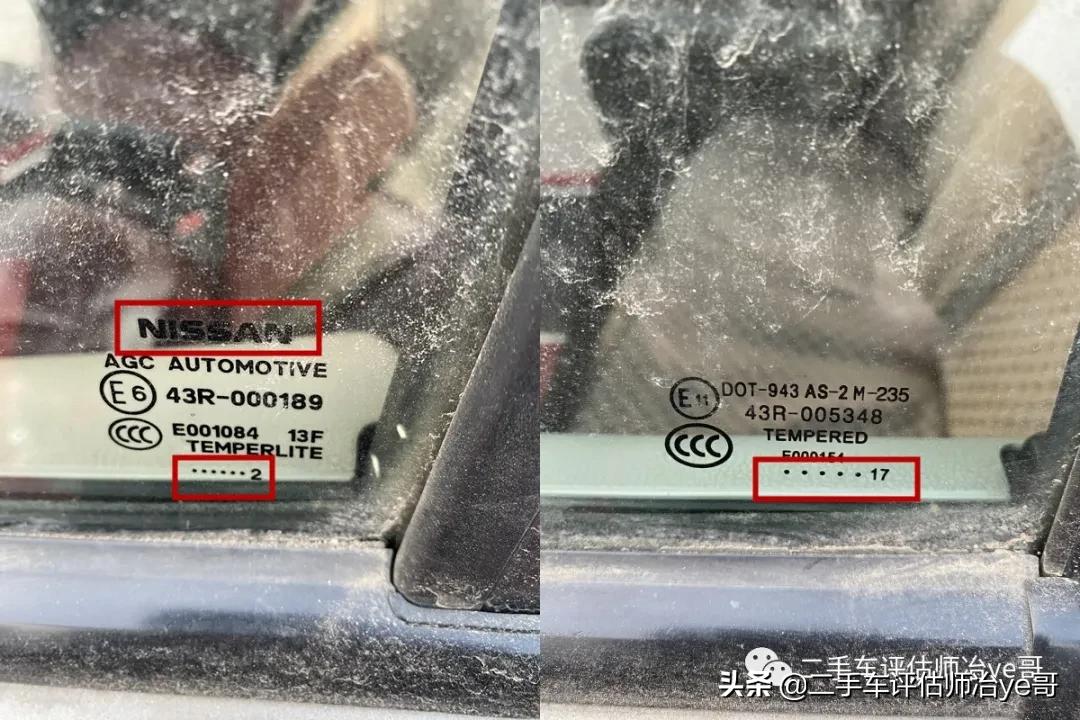 NISSAN
AGC AUTOMOTIVE
E6 43R-000189
CCC E001084 13F
TEMPERLITE
······2
E11 DOT-943 AS-2 M-235
43R-005348
CCC TEMPERED
E000154
·····17
二手车评估师冶ye哥
头条 @二手车评估师冶ye哥